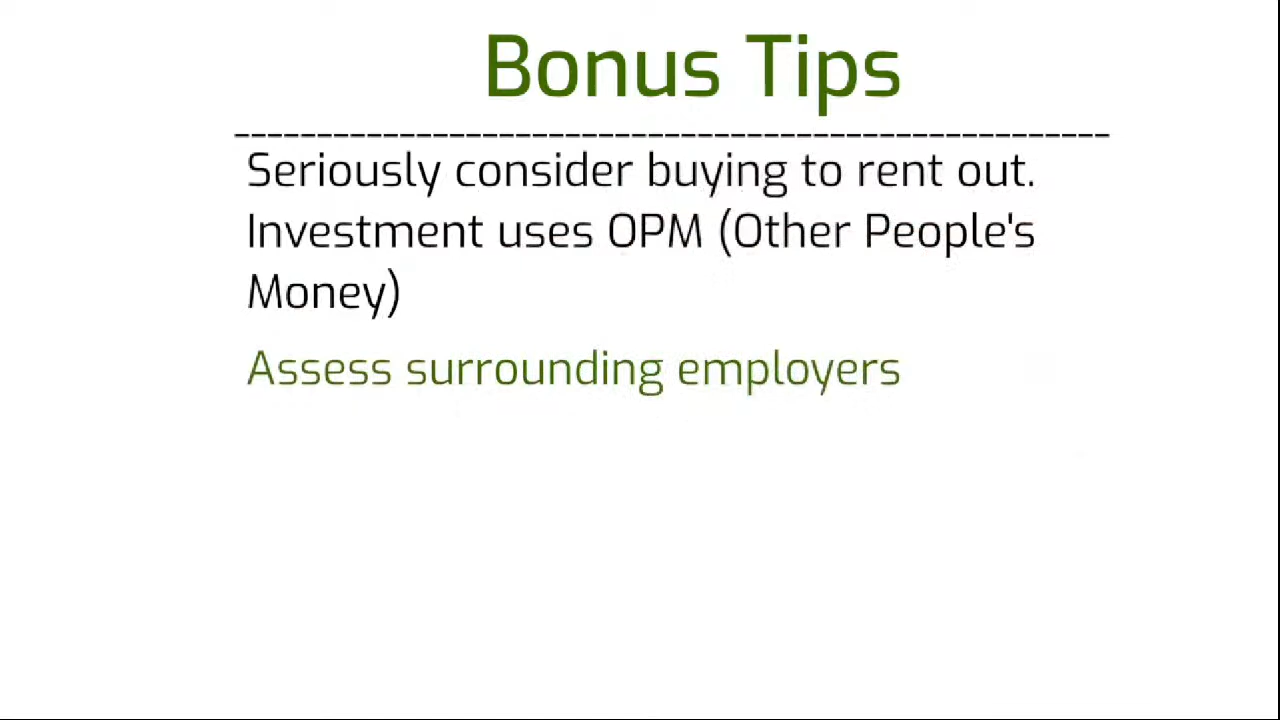 Bonus Tips
Seriously consider buying to rent out.
Investment uses OPM (Other People's
Money)
Assess surrounding employers